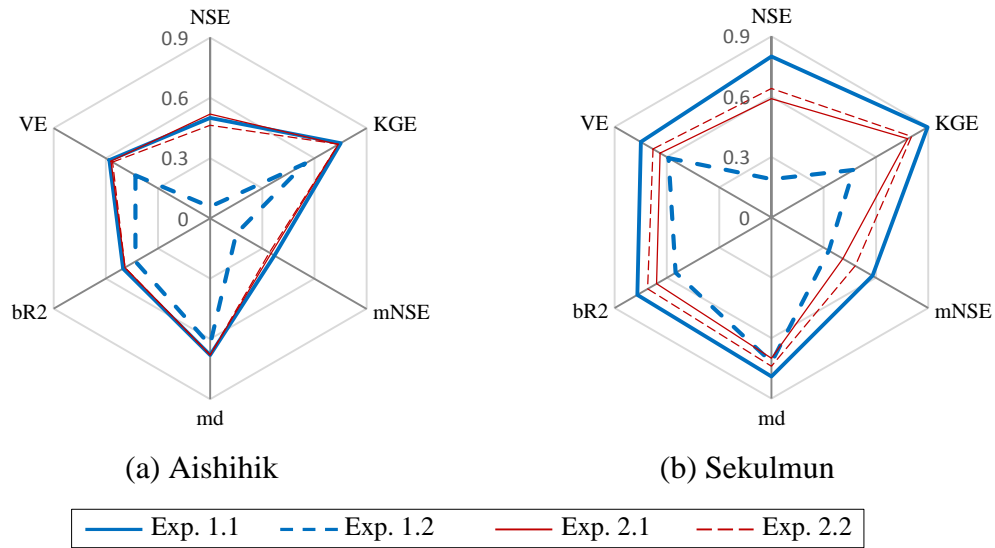 NSE
0.9
0.6
0.3
0
KGE
mNSE
md
bR2
VE
(a) Aishihik
NSE
0.9
0.6
0.3
0
KGE
mNSE
md
bR2
VE
(b) Sekulmun
Exp. 1.1 Exp. 1.2 Exp. 2.1 Exp. 2.2